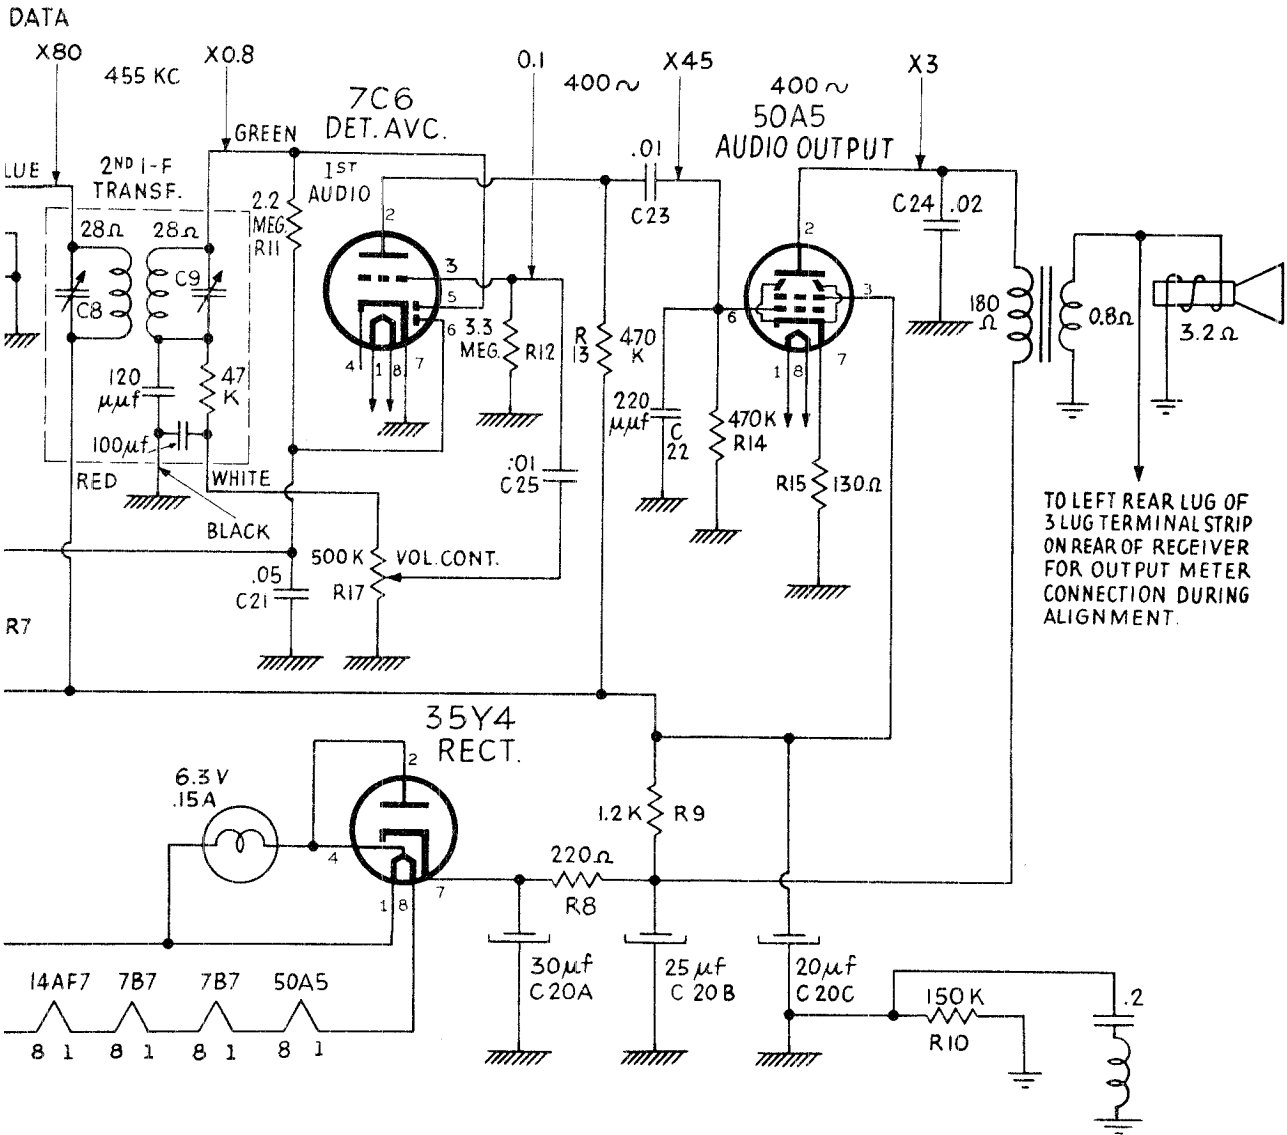 DATA
X80
455 KC
X0.8
0.1
400~
X45
400~
X3
7C6
DET. AVC.
1ST
AUDIO
50A5
AUDIO OUTPUT
GREEN
LUE
2ND I-F
TRANSF.
28Ω
28Ω
C8
C9
2.2
MEG.
R11
2
3
5
6
4
1
8
7
3.3
MEG.
R12
R
13
470
K
.01
C23
220
μμf
C
22
470K
R14
2
3
6
1
8
7
R15
130Ω
C24
.02
180
Ω
0.8Ω
3.2Ω
120
μμf
47
K
100μf
RED
WHITE
BLACK
.01
C25
500K
VOL. CONT.
R17
.05
C21
R7
TO LEFT REAR LUG OF
3 LUG TERMINAL STRIP
ON REAR OF RECEIVER
FOR OUTPUT METER
CONNECTION DURING
ALIGNMENT.
35Y4
RECT.
6.3V
.15A
2
4
1
8
7
1.2K
R9
220Ω
R8
30μf
C20A
25μf
C 20B
20μf
C20C
150K
R10
.2
14AF7
7B7
7B7
50A5
8 1
8 1
8 1
8 1